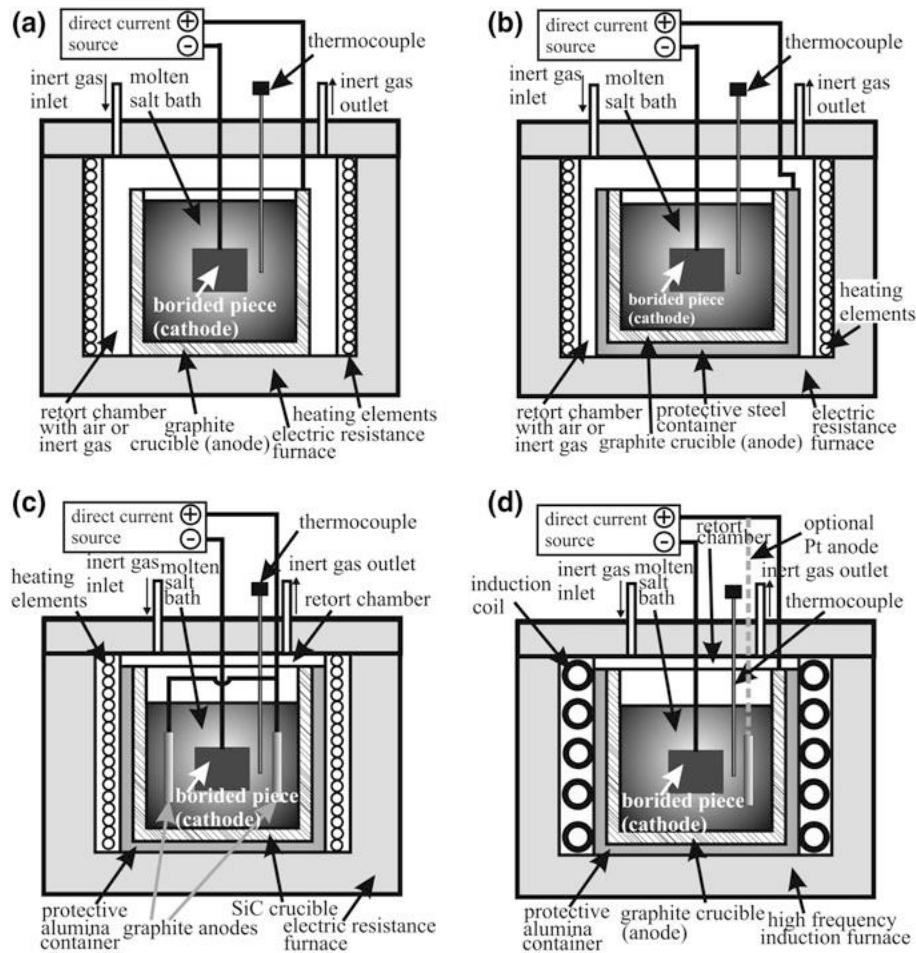 (a)
direct current +
source −
thermocouple
inert gas
inlet
molten
salt bath
inert gas
outlet
borided piece
(cathode)
retort chamber
with air or
inert gas
graphite
crucible (anode)
heating elements
electric resistance
furnace
(b)
direct current +
source −
thermocouple
inert gas
inlet
molten
salt bath
inert gas
outlet
borided piece
(cathode)
heating
elements
retort chamber
with air or
inert gas
protective steel
container
graphite crucible (anode)
electric
resistance
furnace
(c)
direct current +
source −
thermocouple
heating
elements
inert gas
inlet
molten
salt
bath
inert gas outlet
retort chamber
borided piece
(cathode)
protective
alumina
container
graphite anodes
SiC crucible
electric resistance
furnace
(d)
direct current +
source −
retort
chamber
optional
Pt anode
induction
coil
inert gas
inlet
molten
salt
bath
inert gas outlet
thermocouple
borided piece
(cathode)
protective
alumina
container
graphite crucible
(anode)
high frequency
induction furnace